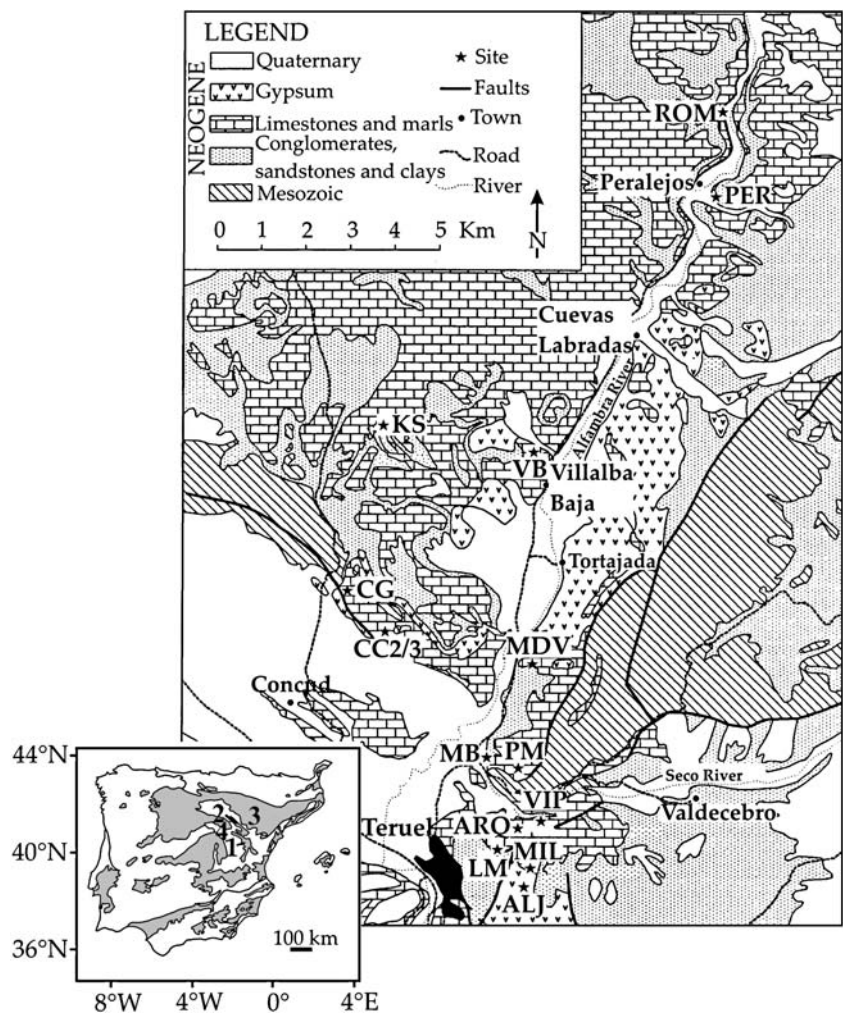 LEGEND
NEOGENE
Quaternary
Gypsum
Limestones and marls
Conglomerates,
sandstones and clays
Mesozoic
Site
Faults
Town
Road
River
0 1 2 3 4 5 Km
N
ROM
Peralejos
PER
Cuevas
Labradas
Alfambra River
KS
VB
Villalba
Baja
Tortajada
CG
CC2/3
MDV
Concud
MB
PM
Seco River
VIP
Valdecebro
Teruel
ARQ
MIL
LM
ALJ
44°N
40°N
36°N
2
3
4
1
100 km
8°W 4°W 0° 4°E